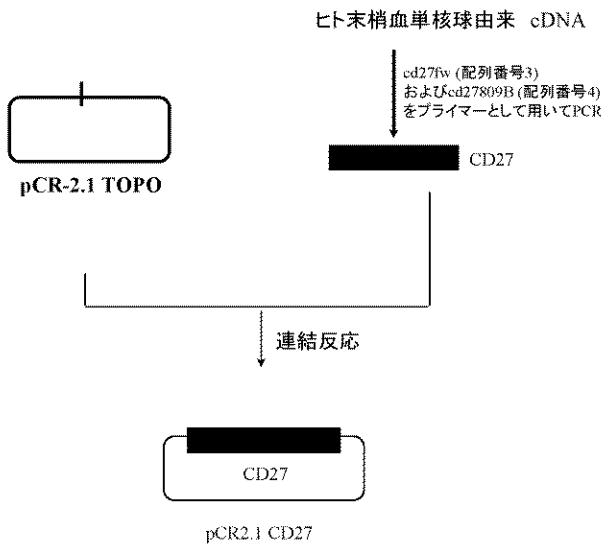 ヒト末梢血単核球由来 cDNA
cd27fw (配列番号3)
およびcd27809B (配列番号4)
をプライマーとして用いてPCR
CD27
pCR-2.1 TOPO
連結反応
CD27
pCR2.1 CD27